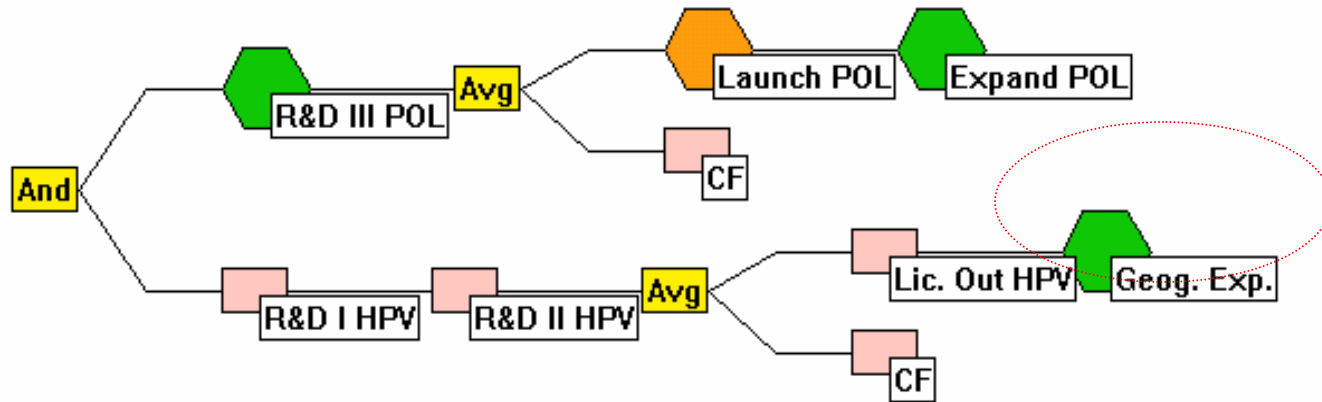 Launch POL
Expand POL
Avg
R&D III POL
CF
And
Lic. Out HPV
Geog. Exp.
Avg
R&D I HPV
R&D II HPV
CF